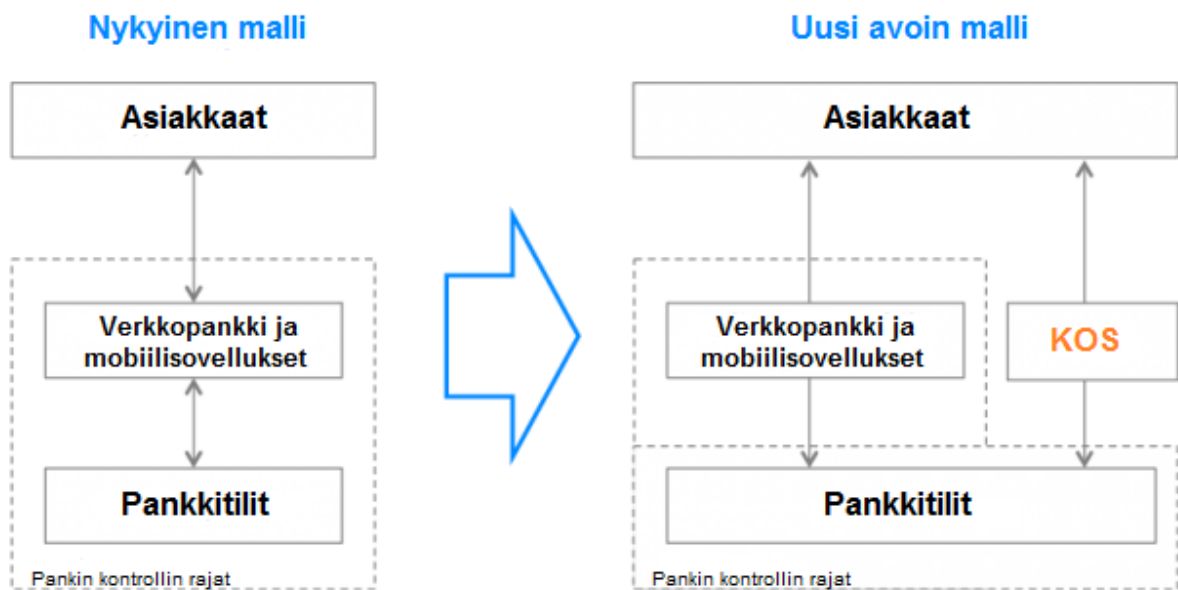 Nykyinen malli
Asiakkaat
Verkkopankki ja
mobiilisovellukset
Pankkitilit
Pankin kontrollin rajat
Uusi avoin malli
Asiakkaat
Verkkopankki ja
mobiilisovellukset
KOS
Pankkitilit
Pankin kontrollin rajat